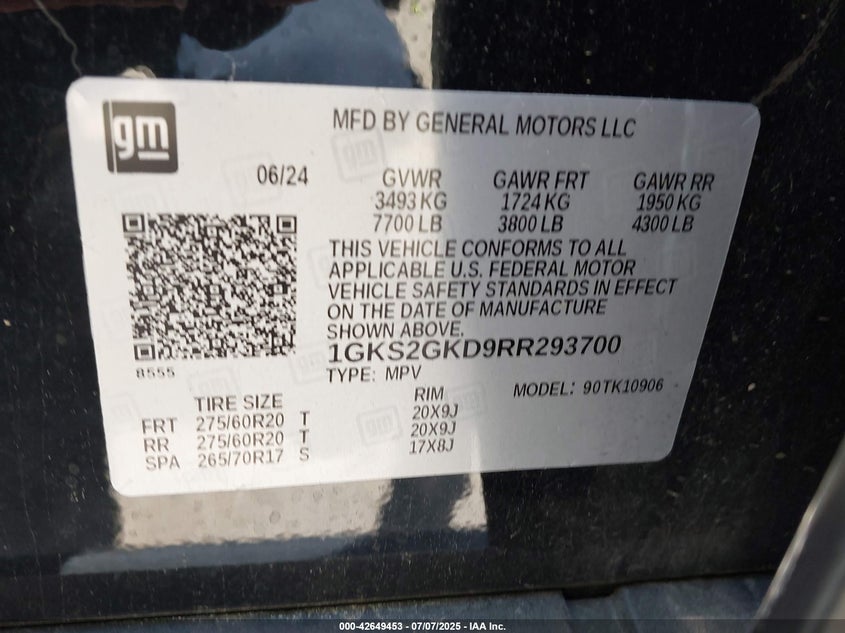 gm
MFD BY GENERAL MOTORS LLC
06/24
GVWR GAWR FRT GAWR RR
3493 KG 1724 KG 1950 KG
7700 LB 3800 LB 4300 LB
THIS VEHICLE CONFORMS TO ALL
APPLICABLE U.S. FEDERAL MOTOR
VEHICLE SAFETY STANDARDS IN EFFECT
ON THE DATE OF MANUFACTURE
SHOWN ABOVE.
1GKS2GKD9RR293700
8555
TYPE: MPV
MODEL: 90TK10906
TIRE SIZE RIM
FRT 275/60R20 T 20X9J
RR 275/60R20 T 20X9J
SPA 265/70R17 S 17X8J
000-42649453 - 07/07/2025 - IAA Inc.